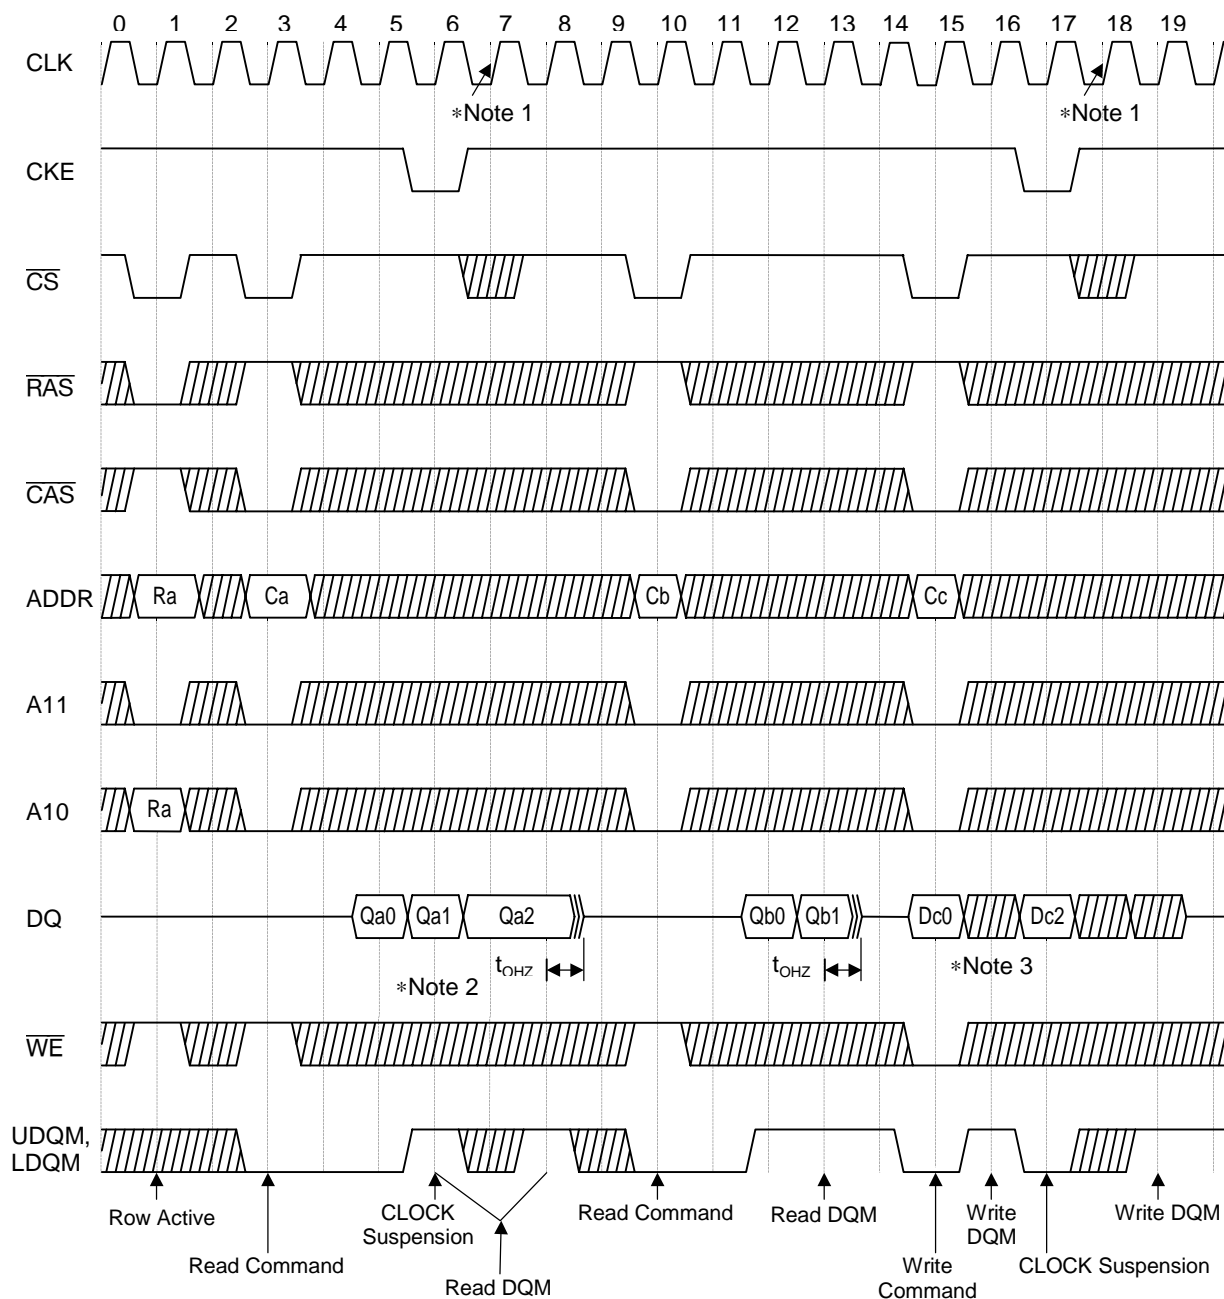 0 1 2 3 4 5 6 7 8 9 10 11 12 13 14 15 16 17 18 19
CLK
∗Note 1 ∗Note 1
CKE
CS
RAS
CAS
ADDR Ra Ca Cb Cc
A11
A10 Ra
DQ Qa0 Qa1 Qa2 Qb0 Qb1 Dc0 Dc2
tOHZ tOHZ ∗Note 3
∗Note 2
WE
UDQM,
LDQM
Row Active CLOCK Read Command Read DQM Write Write DQM
Suspension DQM
Read Command Write CLOCK Suspension
Read DQM Command